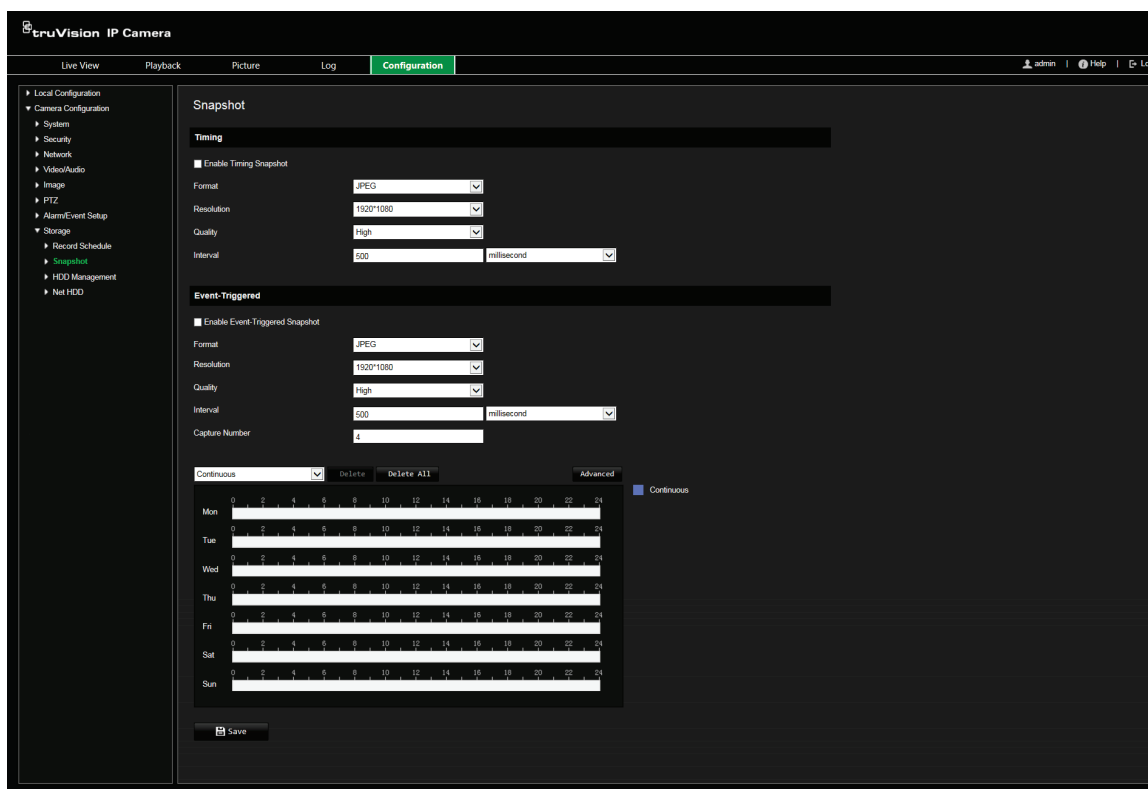 truVision IP Camera
Live View Playback Picture Log Configuration admin | Help | Lo
Local Configuration
Camera Configuration
System
Security
Network
Video/Audio
Image
PTZ
Alarm/Event Setup
Storage
Record Schedule
Snapshot
HDD Management
Net HDD
Snapshot
Timing
Enable Timing Snapshot
Format JPEG
Resolution 1920*1080
Quality High
Interval 500 millisecond
Event-Triggered
Enable Event-Triggered Snapshot
Format JPEG
Resolution 1920*1080
Quality High
Interval 500 millisecond
Capture Number 4
Continuous Delete Delete All Advanced
Continuous
0 2 4 6 8 10 12 14 16 18 20 22 24
Mon
0 2 4 6 8 10 12 14 16 18 20 22 24
Tue
0 2 4 6 8 10 12 14 16 18 20 22 24
Wed
0 2 4 6 8 10 12 14 16 18 20 22 24
Thu
0 2 4 6 8 10 12 14 16 18 20 22 24
Fri
0 2 4 6 8 10 12 14 16 18 20 22 24
Sat
0 2 4 6 8 10 12 14 16 18 20 22 24
Sun
Save